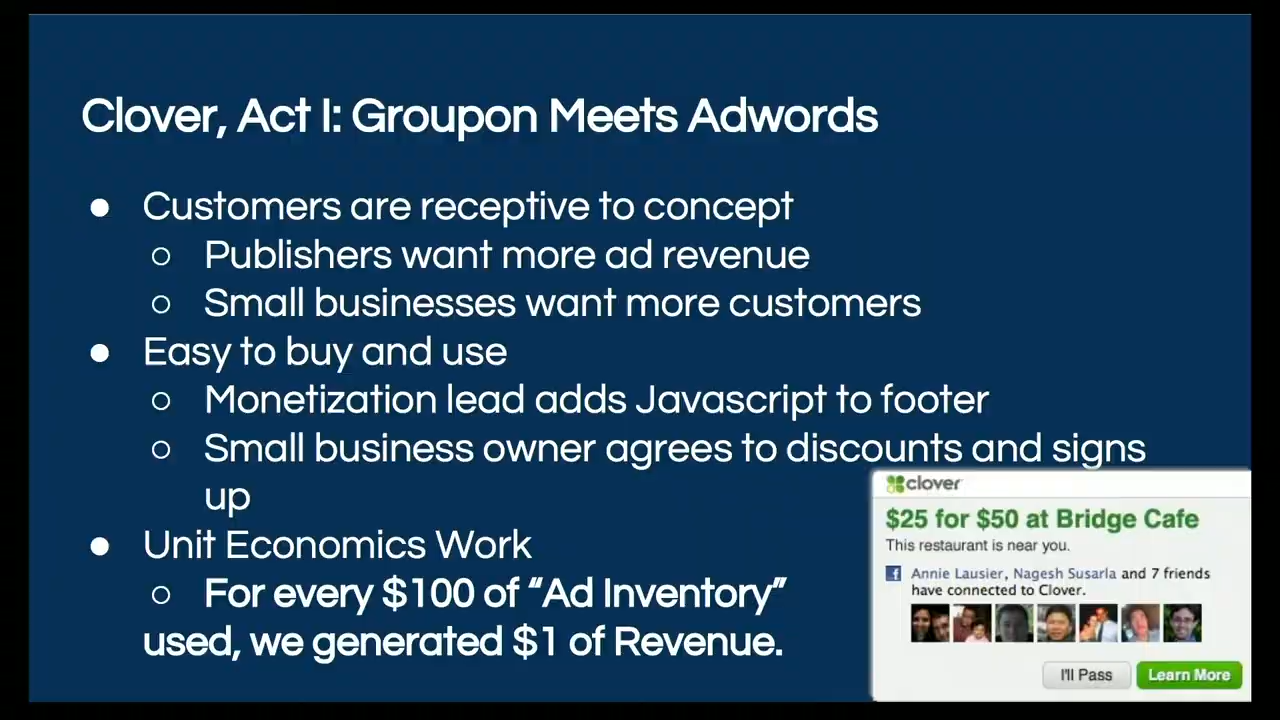 Clover, Act I: Groupon Meets Adwords
● Customers are receptive to concept
○ Publishers want more ad revenue
○ Small businesses want more customers
● Easy to buy and use
○ Monetization lead adds Javascript to footer
○ Small business owner agrees to discounts and signs
up
● Unit Economics Work
○ For every $100 of “Ad Inventory”
used, we generated $1 of Revenue.
clover
$25 for $50 at Bridge Cafe
This restaurant is near you.
f Annie Lausier, Nagesh Susarla and 7 friends
have connected to Clover.
I'll Pass Learn More